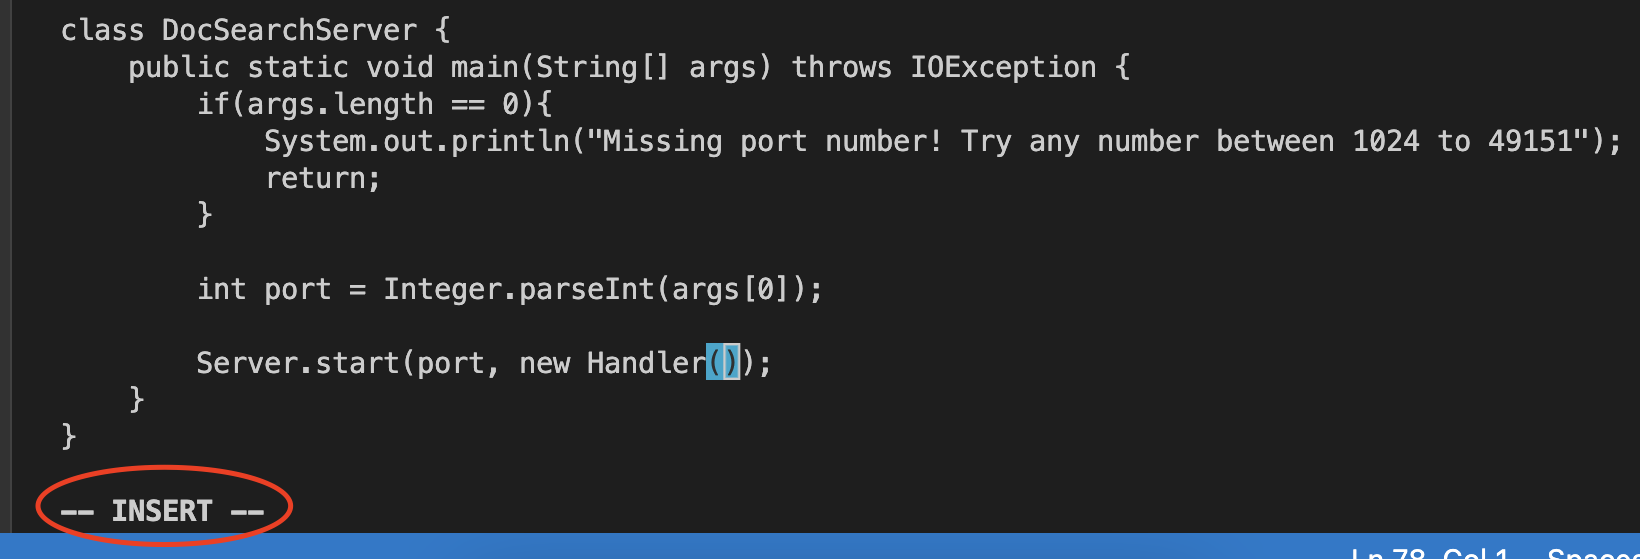 class DocSearchServer {
    public static void main(String[] args) throws IOException {
        if(args.length == 0){
            System.out.println("Missing port number! Try any number between 1024 to 49151");
            return;
        }

        int port = Integer.parseInt(args[0]);

        Server.start(port, new Handler());
    }
}
-- INSERT --
Ln 78, Col 1 Spaces